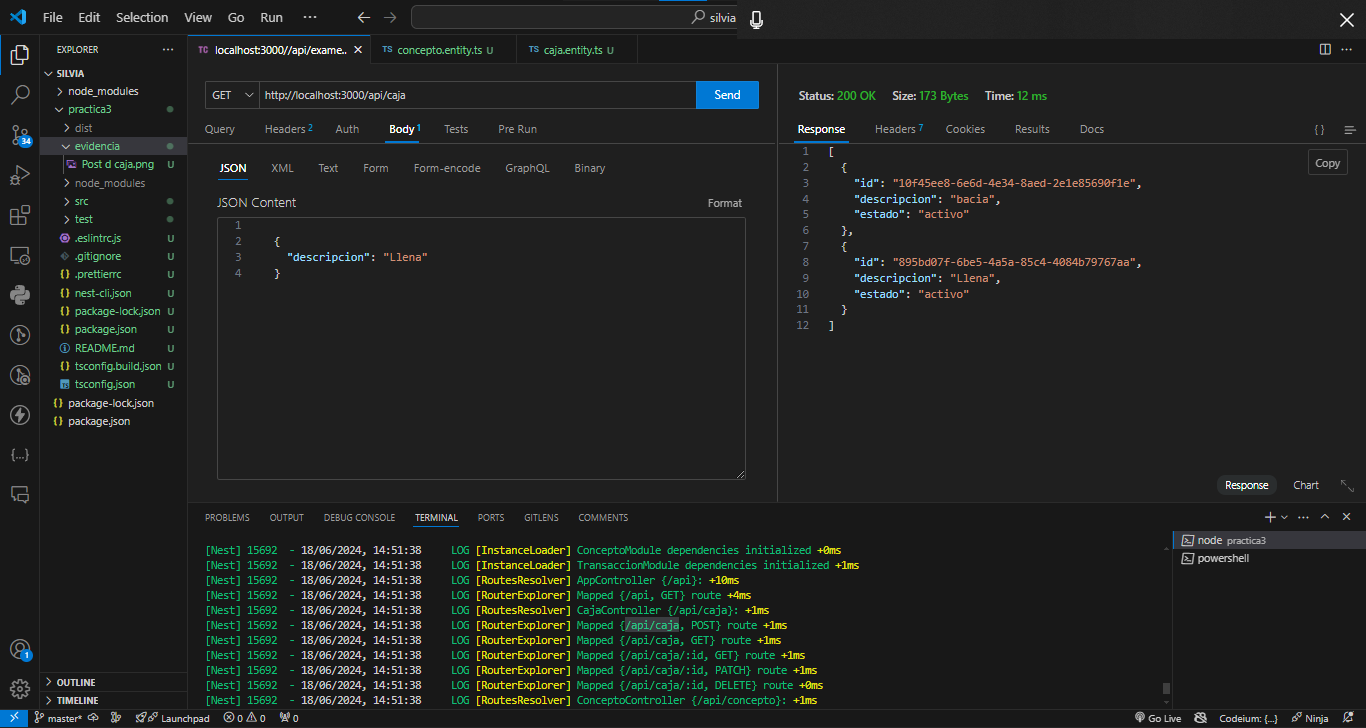 File Edit Selection View Go Run ··· silvia
EXPLORER ···
SILVIA
node_modules
practica3
dist
evidencia
Post d caja.png U
node_modules
src
test
.eslintrc.js U
.gitignore U
.prettierrc U
nest-cli.json U
package-lock.json U
package.json U
README.md U
tsconfig.build.json U
tsconfig.json U
package-lock.json
package.json
OUTLINE
TIMELINE
34
1
TC localhost:3000//api/exame..
TS concepto.entity.ts U
TS caja.entity.ts U
GET http://localhost:3000/api/caja Send
Query Headers 2 Auth Body 1 Tests Pre Run
JSON XML Text Form Form-encode GraphQL Binary
JSON Content Format
1
2 {
3 "descripcion": "Llena"
4 }
Status: 200 OK Size: 173 Bytes Time: 12 ms
Response Headers 7 Cookies Results Docs { }
Copy
1 [
2 {
3 "id": "10f45ee8-6e6d-4e34-8aed-2e1e85690f1e",
4 "descripcion": "bacia",
5 "estado": "activo"
6 },
7 {
8 "id": "895bd07f-6be5-4a5a-85c4-4084b79767aa",
9 "descripcion": "Llena",
10 "estado": "activo"
11 }
12 ]
Response Chart
PROBLEMS OUTPUT DEBUG CONSOLE TERMINAL PORTS GITLENS COMMENTS
[Nest] 15692 - 18/06/2024, 14:51:38 LOG [InstanceLoader] ConceptoModule dependencies initialized +0ms
[Nest] 15692 - 18/06/2024, 14:51:38 LOG [InstanceLoader] TransaccionModule dependencies initialized +1ms
[Nest] 15692 - 18/06/2024, 14:51:38 LOG [RoutesResolver] AppController {/api}: +10ms
[Nest] 15692 - 18/06/2024, 14:51:38 LOG [RouterExplorer] Mapped {/api, GET} route +4ms
[Nest] 15692 - 18/06/2024, 14:51:38 LOG [RoutesResolver] CajaController {/api/caja}: +1ms
[Nest] 15692 - 18/06/2024, 14:51:38 LOG [RouterExplorer] Mapped {/api/caja, POST} route +1ms
[Nest] 15692 - 18/06/2024, 14:51:38 LOG [RouterExplorer] Mapped {/api/caja, GET} route +1ms
[Nest] 15692 - 18/06/2024, 14:51:38 LOG [RouterExplorer] Mapped {/api/caja/:id, GET} route +1ms
[Nest] 15692 - 18/06/2024, 14:51:38 LOG [RouterExplorer] Mapped {/api/caja/:id, PATCH} route +1ms
[Nest] 15692 - 18/06/2024, 14:51:38 LOG [RouterExplorer] Mapped {/api/caja/:id, DELETE} route +0ms
[Nest] 15692 - 18/06/2024, 14:51:38 LOG [RoutesResolver] ConceptoController {/api/concepto}: +1ms
node practica3
powershell
master* Launchpad 0 0 0 Go Live Codeium: {...} Ninja